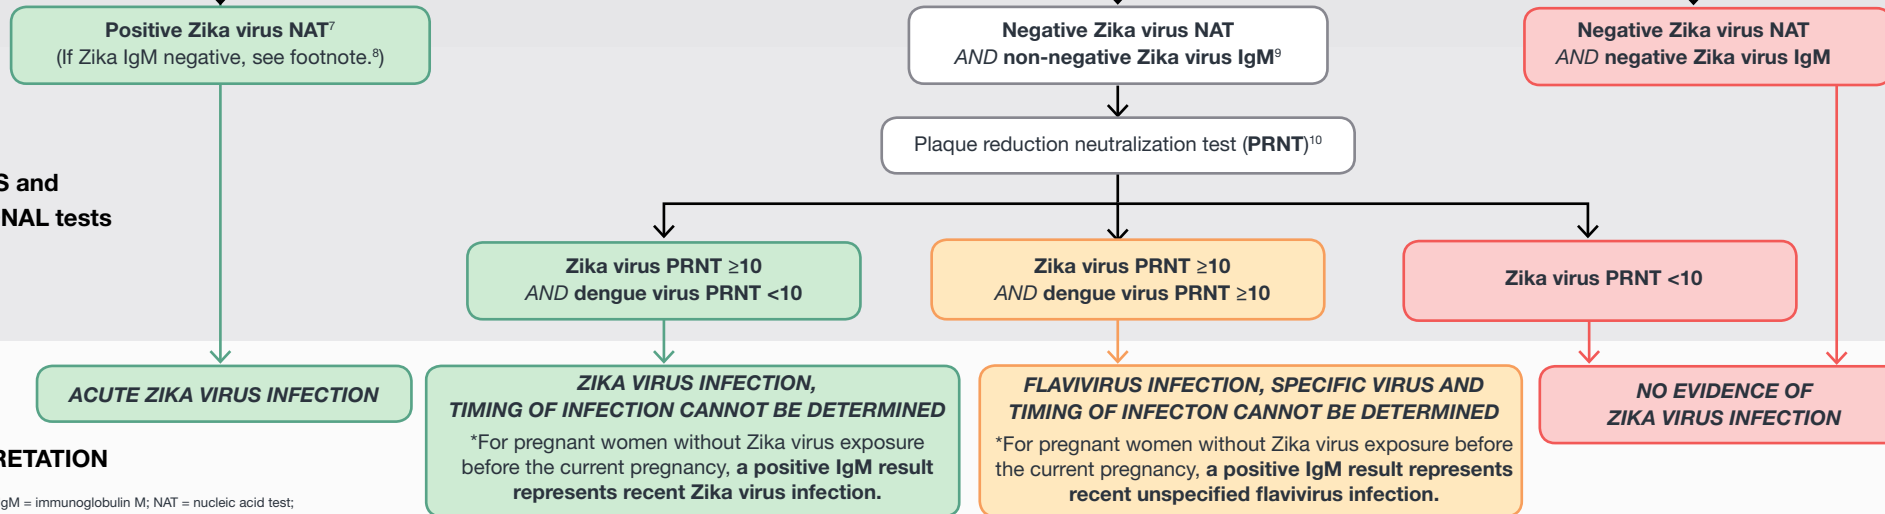 Positive Zika virus NAT⁷
(If Zika IgM negative, see footnote.⁸)
Negative Zika virus NAT
AND non-negative Zika virus IgM⁹
Negative Zika virus NAT
AND negative Zika virus IgM
Plaque reduction neutralization test (PRNT)¹⁰
S and
NAL tests
Zika virus PRNT ≥10
AND dengue virus PRNT <10
Zika virus PRNT ≥10
AND dengue virus PRNT ≥10
Zika virus PRNT <10
ACUTE ZIKA VIRUS INFECTION
ZIKA VIRUS INFECTION,
TIMING OF INFECTION CANNOT BE DETERMINED
*For pregnant women without Zika virus exposure
before the current pregnancy, a positive IgM result
represents recent Zika virus infection.
FLAVIVIRUS INFECTION, SPECIFIC VIRUS AND
TIMING OF INFECTON CANNOT BE DETERMINED
*For pregnant women without Zika virus exposure before
the current pregnancy, a positive IgM result represents
recent unspecified flavivirus infection.
NO EVIDENCE OF
ZIKA VIRUS INFECTION
RETATION
IgM = immunoglobulin M; NAT = nucleic acid test;